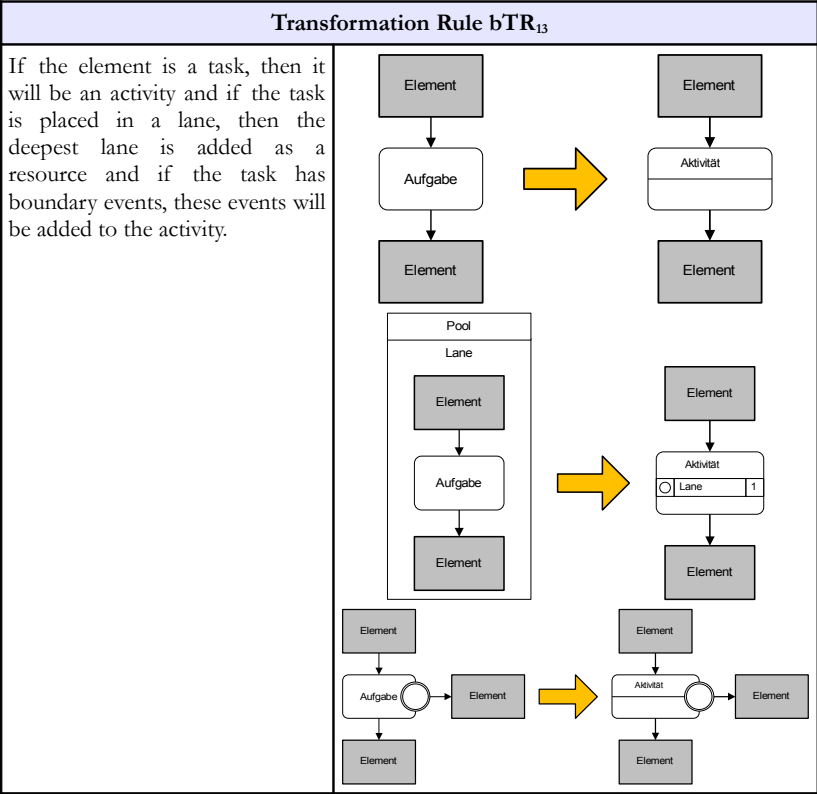 Transformation Rule bTR₁₃
If the element is a task, then it
will be an activity and if the task
is placed in a lane, then the
deepest lane is added as a
resource and if the task has
boundary events, these events will
be added to the activity.
Element
Aufgabe
Element
Element
Aktivität
Element
Pool
Lane
Element
Aufgabe
Element
Element
Aktivität
Lane 1
Element
Element
Aufgabe
Element
Element
Element
Aktivität
Element
Element